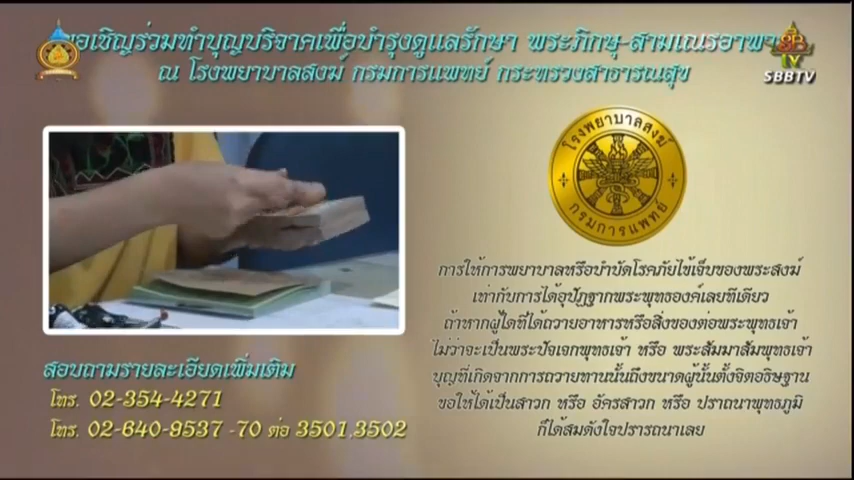 ขอเชิญร่วมทำบุญบริจาคเพื่อบำรุงดูแลรักษา พระภิกษุ-สามเณรอาพาธ
ณ โรงพยาบาลสงฆ์ กรมการแพทย์ กระทรวงสาธารณสุข
SBBTV
โรงพยาบาลสงฆ์
กรมการแพทย์
การให้การพยาบาลหรือบำบัดโรคภัยไข้เจ็บของพระสงฆ์
เท่ากับการได้อุปัฏฐากพระพุทธองค์เลยทีเดียว
ถ้าหากผู้ใดที่ได้ถวายอาหารหรือสิ่งของต่อพระพุทธเจ้า
ไม่ว่าจะเป็นพระปัจเจกพุทธเจ้า หรือ พระสัมมาสัมพุทธเจ้า
บุญที่เกิดจากการถวายทานนั้นถึงขนาดผู้นั้นตั้งจิตอธิษฐาน
ขอให้ได้เป็นสาวก หรือ อัครสาวก หรือ ปราถนาพุทธภูมิ
ก็ได้สมดังใจปรารถนาเลย
สอบถามรายละเอียดเพิ่มเติม
โทร. 02-354-4271
โทร. 02-640-9537 -70 ต่อ 3501,3502